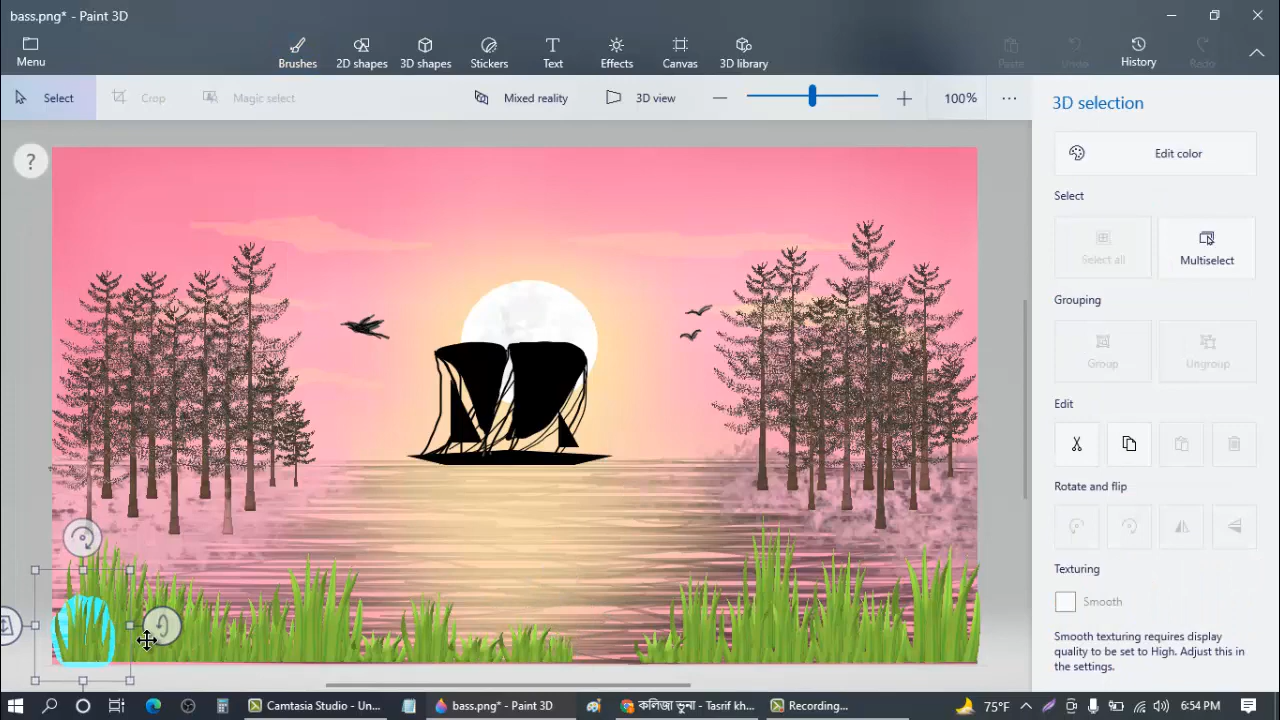 bass.png* - Paint 3D
Menu
Brushes
2D shapes
3D shapes
Stickers
Text
Effects
Canvas
3D library
Paste
Undo
History
Redo
Select
Crop
Magic select
Mixed reality
3D view
100%
?
3D selection
Edit color
Select
Select all
Multiselect
Grouping
Group
Ungroup
Edit
Rotate and flip
Texturing
Smooth
Smooth texturing requires display
quality to be set to High. Adjust this in
the settings.
Camtasia Studio - Un...
bass.png* - Paint 3D
কলিজা ভুনা - Tasrif kh...
Recording...
75°F
6:54 PM